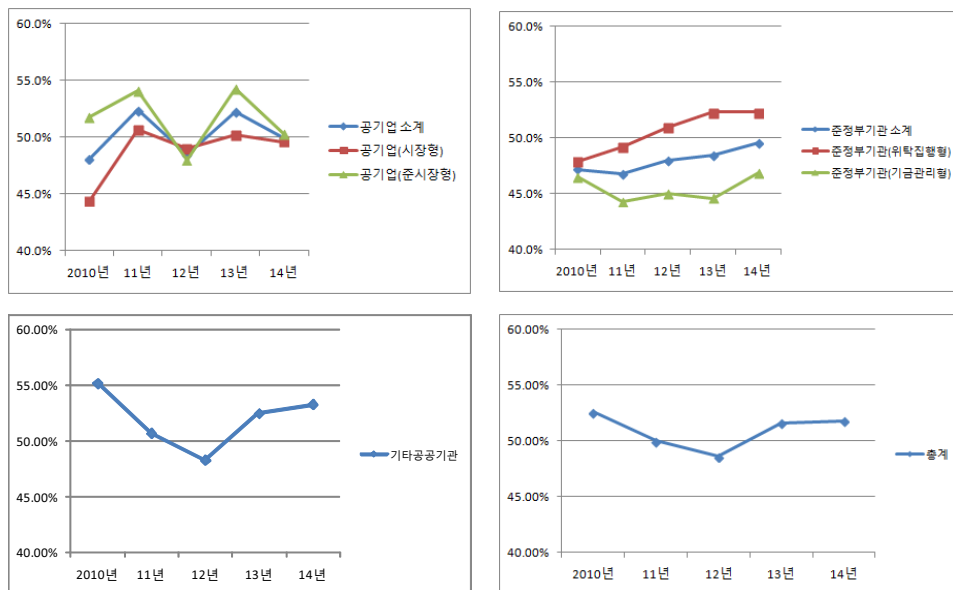 60.0%
55.0%
50.0%
45.0%
40.0%
2010년 11년 12년 13년 14년
공기업 소계
공기업(시장형)
공기업(준시장형)
60.0%
55.0%
50.0%
45.0%
40.0%
2010년 11년 12년 13년 14년
준정부기관 소계
준정부기관(위탁집행형)
준정부기관(기금관리형)
60.00%
55.00%
50.00%
45.00%
40.00%
2010년 11년 12년 13년 14년
기타공공기관
60.00%
55.00%
50.00%
45.00%
40.00%
2010년 11년 12년 13년 14년
총계